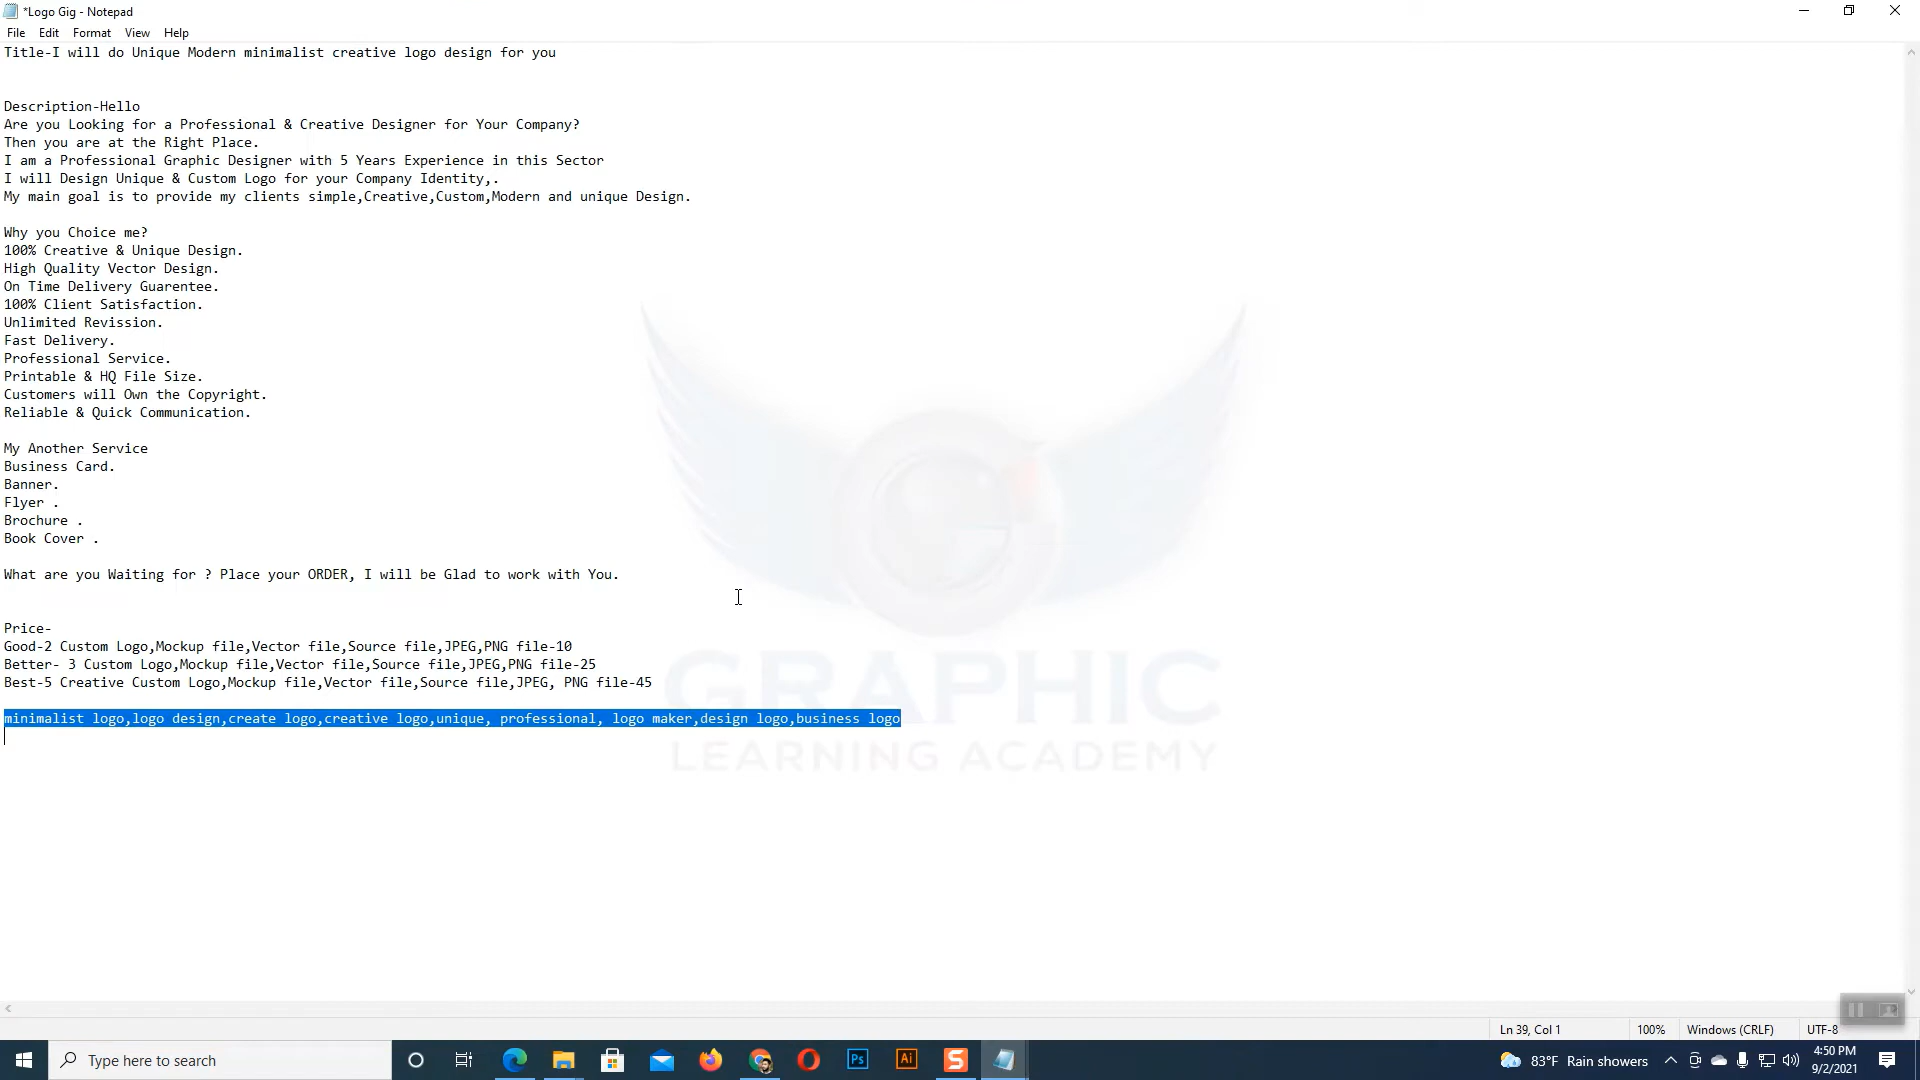 *Logo Gig - Notepad
File Edit Format View Help
Title-I will do Unique Modern minimalist creative logo design for you
Description-Hello
Are you Looking for a Professional & Creative Designer for Your Company?
Then you are at the Right Place.
I am a Professional Graphic Designer with 5 Years Experience in this Sector
I will Design Unique & Custom Logo for your Company Identity,.
My main goal is to provide my clients simple,Creative,Custom,Modern and unique Design.
Why you Choice me?
100% Creative & Unique Design.
High Quality Vector Design.
On Time Delivery Guarentee.
100% Client Satisfaction.
Unlimited Revission.
Fast Delivery.
Professional Service.
Printable & HQ File Size.
Customers will Own the Copyright.
Reliable & Quick Communication.
My Another Service
Business Card.
Banner.
Flyer .
Brochure .
Book Cover .
What are you Waiting for ? Place your ORDER, I will be Glad to work with You.
Price-
Good-2 Custom Logo,Mockup file,Vector file,Source file,JPEG,PNG file-10
Better- 3 Custom Logo,Mockup file,Vector file,Source file,JPEG,PNG file-25
Best-5 Creative Custom Logo,Mockup file,Vector file,Source file,JPEG, PNG file-45
minimalist logo,logo design,create logo,creative logo,unique, professional, logo maker,design logo,business logo
GRAPHIC
LEARNING ACADEMY
Ln 39, Col 1 100% Windows (CRLF) UTF-8
Type here to search
Ps Ai S
83°F Rain showers
4:50 PM
9/2/2021